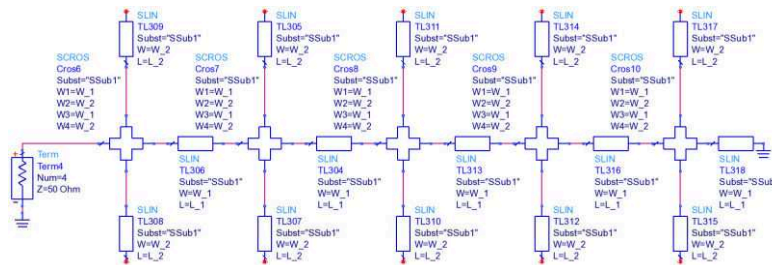 SLIN
TL309
Subst="SSub1"
W=W_2
L=L_2
SLIN
TL305
Subst="SSub1"
W=W_2
L=L_2
SLIN
TL311
Subst="SSub1"
W=W_2
L=L_2
SLIN
TL314
Subst="SSub1"
W=W_2
L=L_2
SLIN
TL317
Subst="SSub1"
W=W_2
L=L_2
SCROS
Cros6
Subst="SSub1"
W1=W_1
W2=W_2
W3=W_1
W4=W_2
SCROS
Cros7
Subst="SSub1"
W1=W_1
W2=W_2
W3=W_1
W4=W_2
SCROS
Cros8
Subst="SSub1"
W1=W_1
W2=W_2
W3=W_1
W4=W_2
SCROS
Cros9
Subst="SSub1"
W1=W_1
W2=W_2
W3=W_1
W4=W_2
SCROS
Cros10
Subst="SSub1"
W1=W_1
W2=W_2
W3=W_1
W4=W_2
+
Term
Term4
Num=4
Z=50 Ohm
-
SLIN
TL306
Subst="SSub1"
W=W_1
L=L_1
SLIN
TL304
Subst="SSub1"
W=W_1
L=L_1
SLIN
TL313
Subst="SSub1"
W=W_1
L=L_1
SLIN
TL316
Subst="SSub1"
W=W_1
L=L_1
SLIN
TL318
Subst="SSub
W=W_1
L=L_1
SLIN
TL308
Subst="SSub1"
W=W_2
L=L_2
SLIN
TL307
Subst="SSub1"
W=W_2
L=L_2
SLIN
TL310
Subst="SSub1"
W=W_2
L=L_2
SLIN
TL312
Subst="SSub1"
W=W_2
L=L_2
SLIN
TL315
Subst="SSub1"
W=W_2
L=L_2